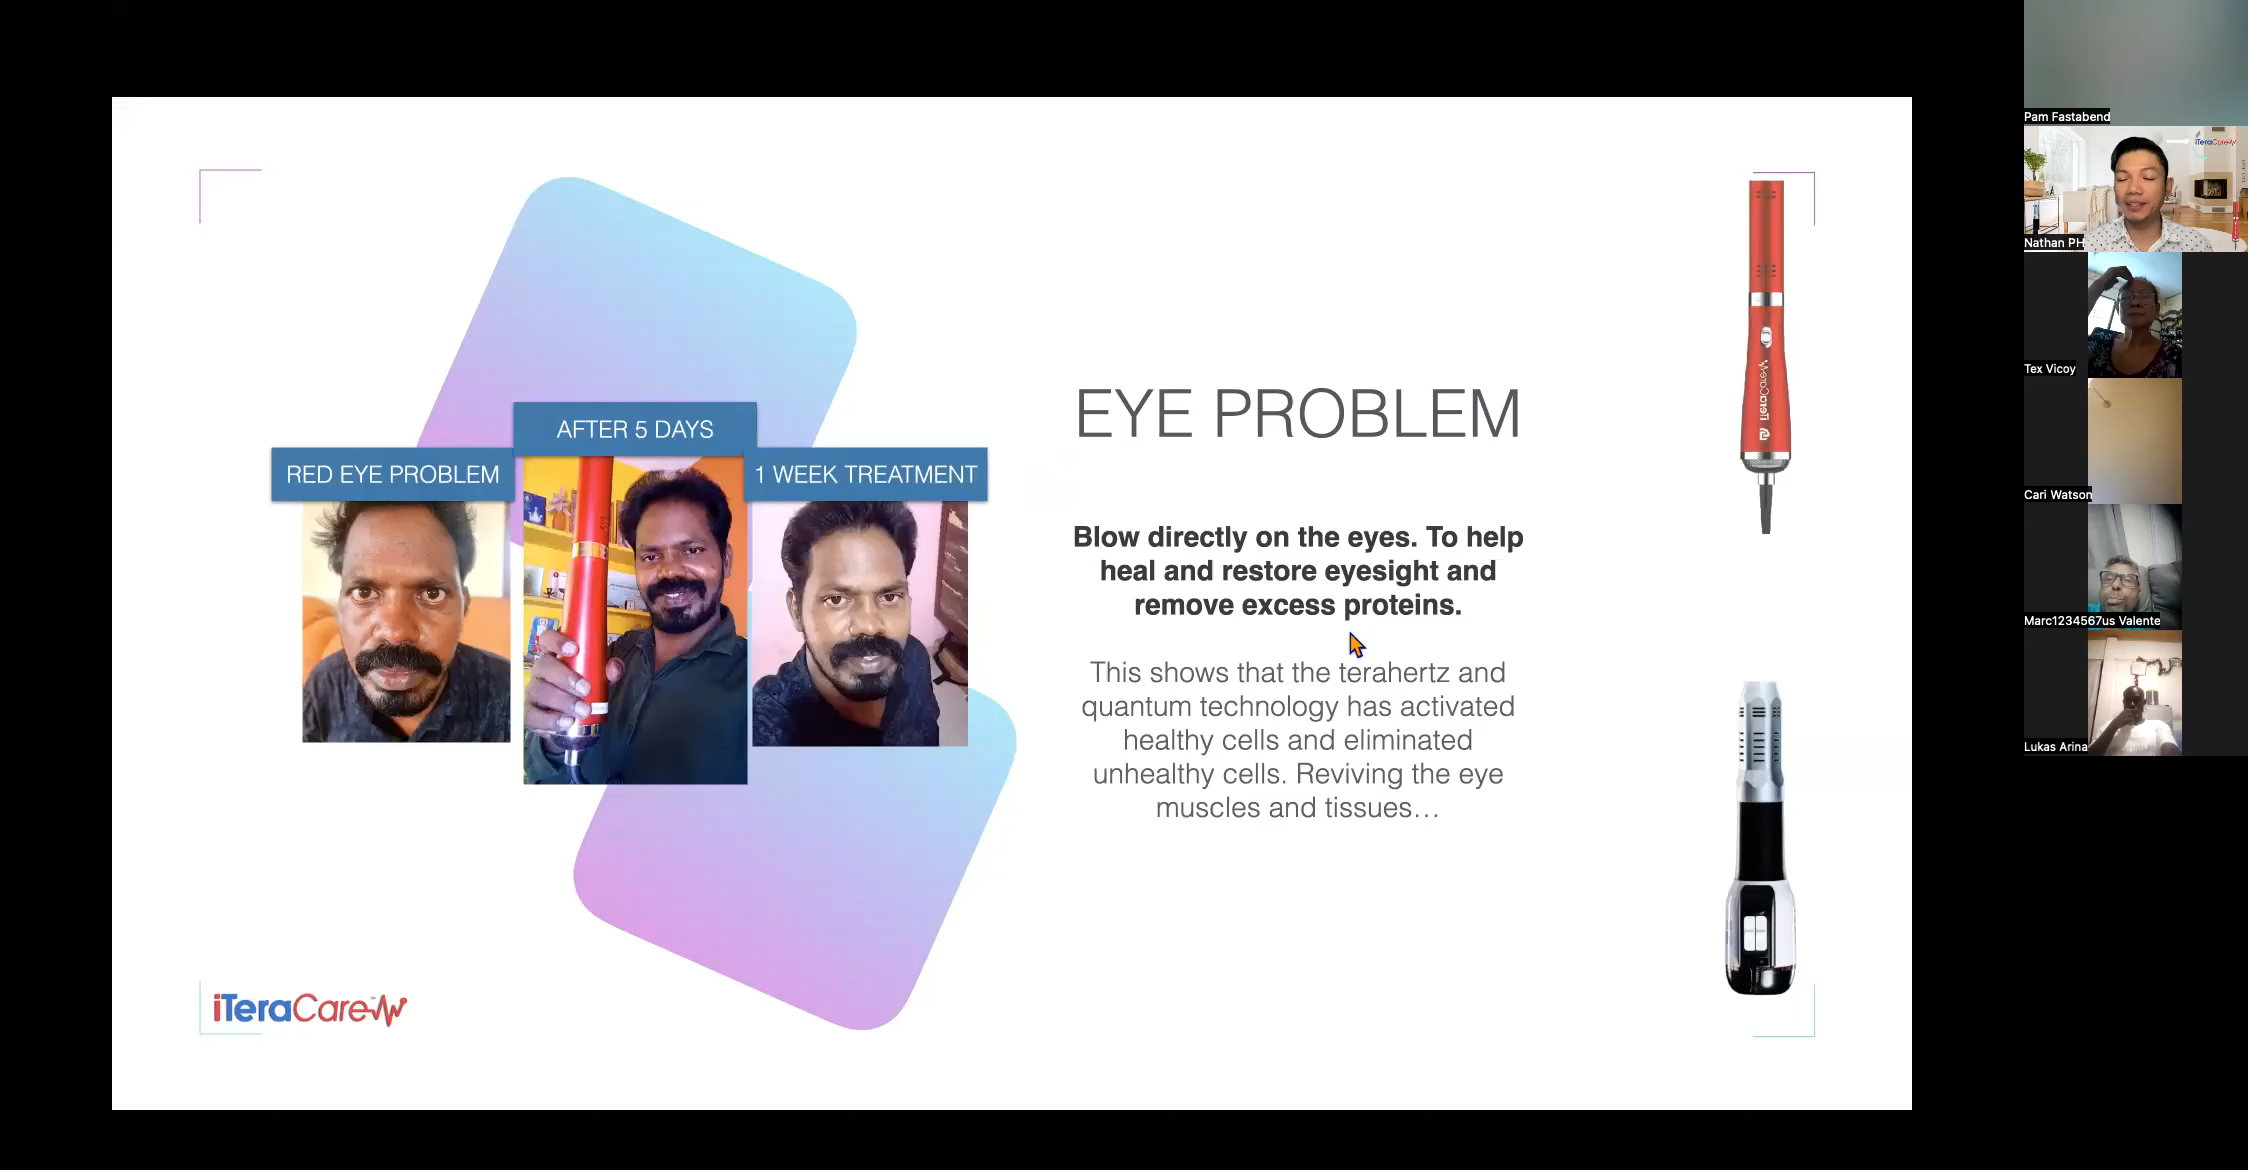 RED EYE PROBLEM
AFTER 5 DAYS
1 WEEK TREATMENT
EYE PROBLEM
Blow directly on the eyes. To help
heal and restore eyesight and
remove excess proteins.
This shows that the terahertz and
quantum technology has activated
healthy cells and eliminated
unhealthy cells. Reviving the eye
muscles and tissues…
iTeraCare
iTeraCare
Pam Fastabend
iTeraCare
Nathan PH
Tex Vicoy
Cari Watson
Marc1234567us Valente
Lukas Arina